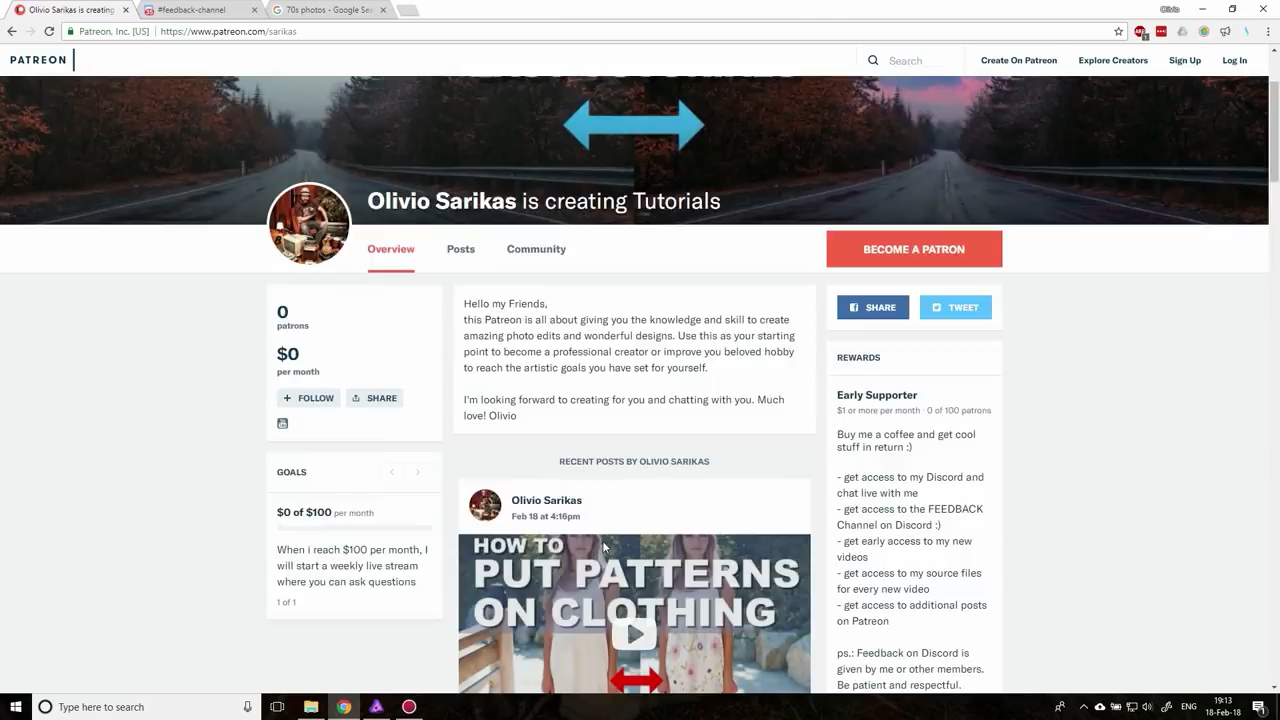 Olivio Sarikas is creating
#feedback-channel
70s photos - Google Se
Olivio
Patreon, Inc. [US]
https://www.patreon.com/sarikas
PATREON
Search
Create On Patreon
Explore Creators
Sign Up
Log In
Olivio Sarikas is creating Tutorials
Overview
Posts
Community
BECOME A PATRON
0
patrons
$0
per month
+ FOLLOW
SHARE
GOALS
$0 of $100 per month
When i reach $100 per month, I
will start a weekly live stream
where you can ask questions
1 of 1
Hello my Friends,
this Patreon is all about giving you the knowledge and skill to create
amazing photo edits and wonderful designs. Use this as your starting
point to become a professional creator or improve you beloved hobby
to reach the artistic goals you have set for yourself.
I'm looking forward to creating for you and chatting with you. Much
love! Olivio
RECENT POSTS BY OLIVIO SARIKAS
Olivio Sarikas
Feb 18 at 4:16pm
HOW TO
PUT PATTERNS
ON CLOTHING
SHARE
TWEET
REWARDS
Early Supporter
$1 or more per month · 0 of 100 patrons
Buy me a coffee and get cool
stuff in return :)
- get access to my Discord and
chat live with me
- get access to the FEEDBACK
Channel on Discord :)
- get early access to my new
videos
- get access to my source files
for every new video
- get access to additional posts
on Patreon
ps.: Feedback on Discord is
given by me or other members.
Be patient and respectful.
Type here to search
ENG
19:13
18-Feb-18